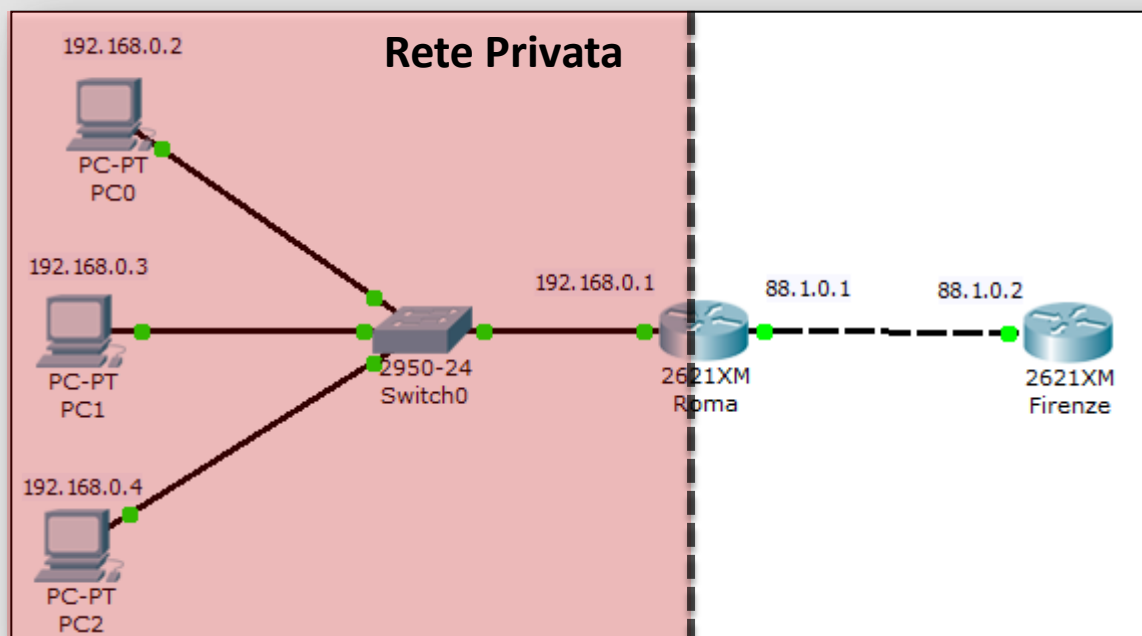 192.168.0.2
Rete Privata
PC-PT
PC0
192.168.0.3
192.168.0.1
88.1.0.1
88.1.0.2
PC-PT
PC1
2950-24
Switch0
2621XM
Roma
2621XM
Firenze
192.168.0.4
PC-PT
PC2